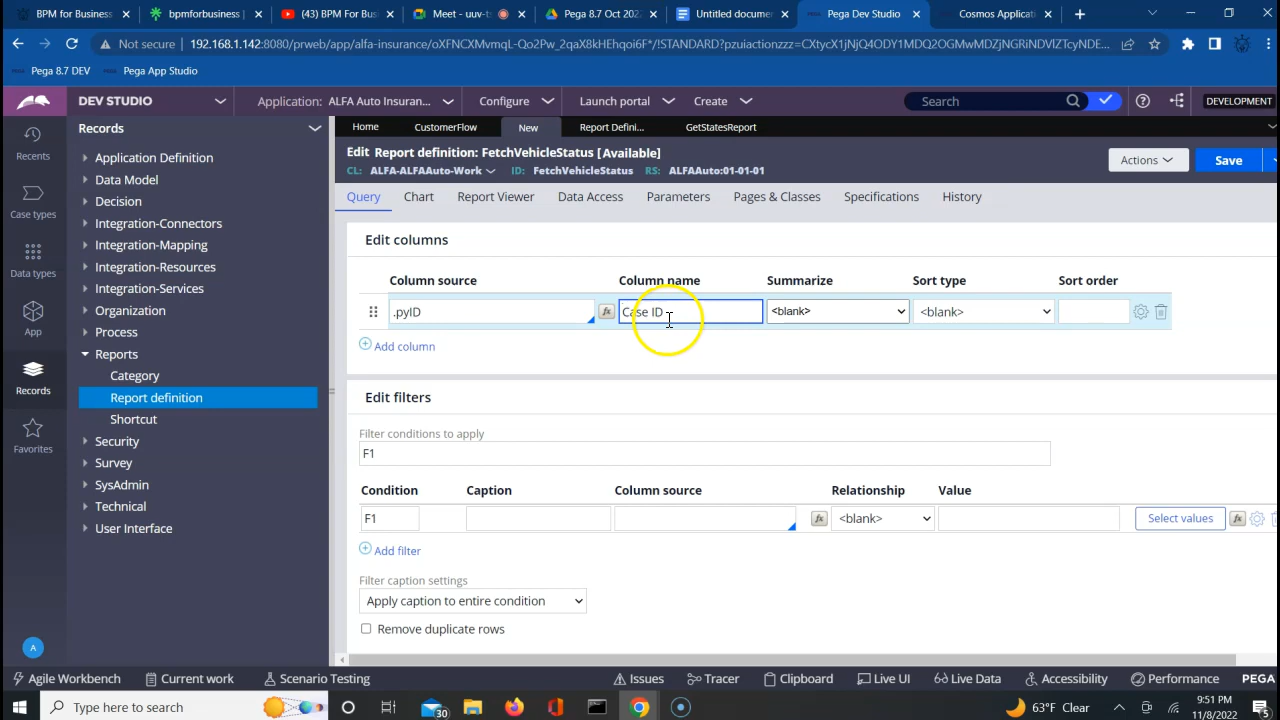 BPM for Business
bpmforbusiness |
(43) BPM For Bus
Meet - uuv-ts
Pega 8.7 Oct 202
Untitled docume
Pega Dev Studio
Cosmos Applicati
Not secure
192.168.1.142:8080/prweb/app/alfa-insurance/oXFNCXMvmqL-Qo2Pw_2qaX8kHEhqoi6F*/!STANDARD?pzuiactionzzz=CXtycX1jNjQ4ODY1MDQ2OGMwMDZjNGRiNDVlZTcyNDE...
Pega 8.7 DEV
Pega App Studio
DEV STUDIO
Application: ALFA Auto Insuran...
Configure
Launch portal
Create
Search
DEVELOPMENT
Recents
Case types
Data types
App
Records
Favorites
A
Records
Application Definition
Data Model
Decision
Integration-Connectors
Integration-Mapping
Integration-Resources
Integration-Services
Organization
Process
Reports
Category
Report definition
Shortcut
Security
Survey
SysAdmin
Technical
User Interface
Home
CustomerFlow
New
Report Defini...
GetStatesReport
Edit Report definition: FetchVehicleStatus [Available]
CL: ALFA-ALFAAuto-Work ID: FetchVehicleStatus RS: ALFAAuto:01-01-01
Actions
Save
Query
Chart
Report Viewer
Data Access
Parameters
Pages & Classes
Specifications
History
Edit columns
Column source Column name Summarize Sort type Sort order
.pyID fx Case ID <blank> <blank>
Add column
Edit filters
Filter conditions to apply
F1
Condition Caption Column source Relationship Value
F1 fx <blank> Select values fx
Add filter
Filter caption settings
Apply caption to entire condition
Remove duplicate rows
Agile Workbench
Current work
Scenario Testing
Issues
Tracer
Clipboard
Live UI
Live Data
Accessibility
Performance
PEGA
Type here to search
30
63°F Clear
9:51 PM
11/8/2022
5